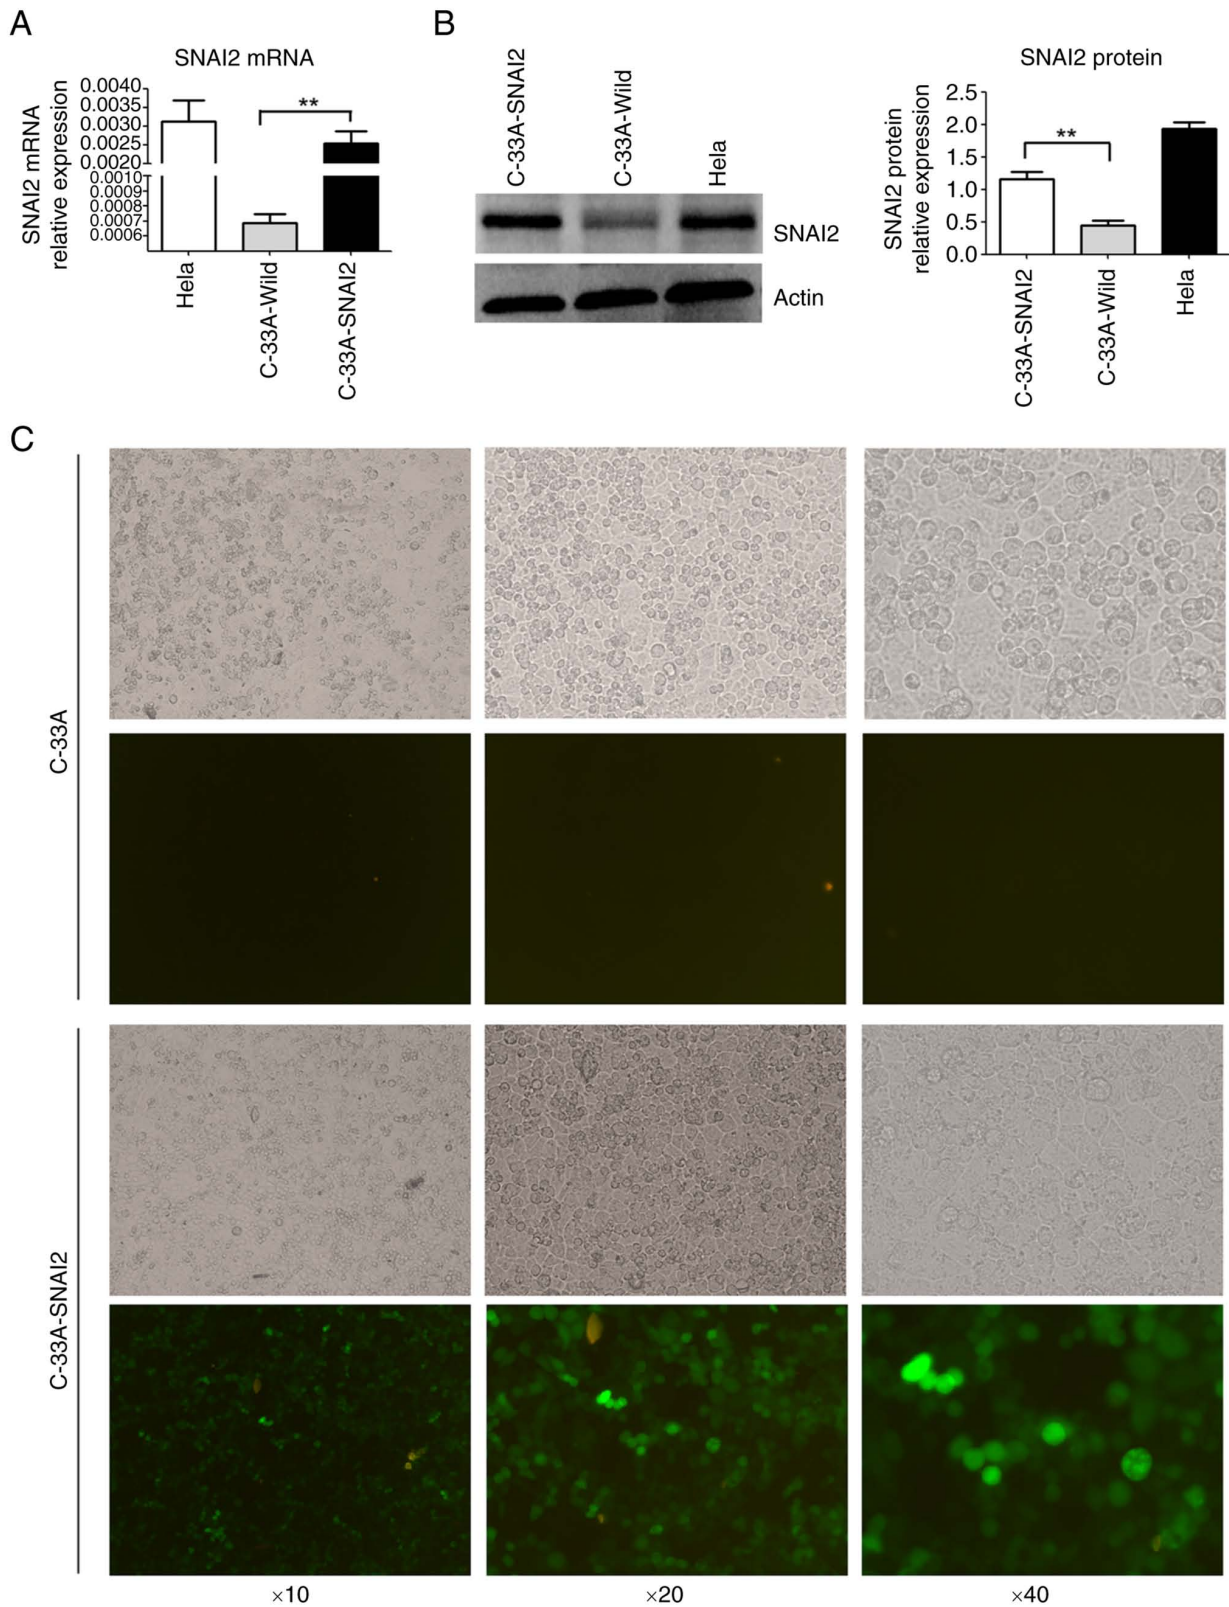 A
SNAI2 mRNA
SNAI2 mRNA
relative expression
0.0040
0.0035
0.0030
0.0025
0.0020
0.0010
0.0009
0.0008
0.0007
0.0006
**
Hela
C-33A-Wild
C-33A-SNAI2
B
C-33A-SNAI2
C-33A-Wild
Hela
SNAI2
Actin
SNAI2 protein
SNAI2 protein
relative expression
2.5
2.0
1.5
1.0
0.5
0.0
**
C-33A-SNAI2
C-33A-Wild
Hela
C
C-33A
C-33A-SNAI2
×10
×20
×40